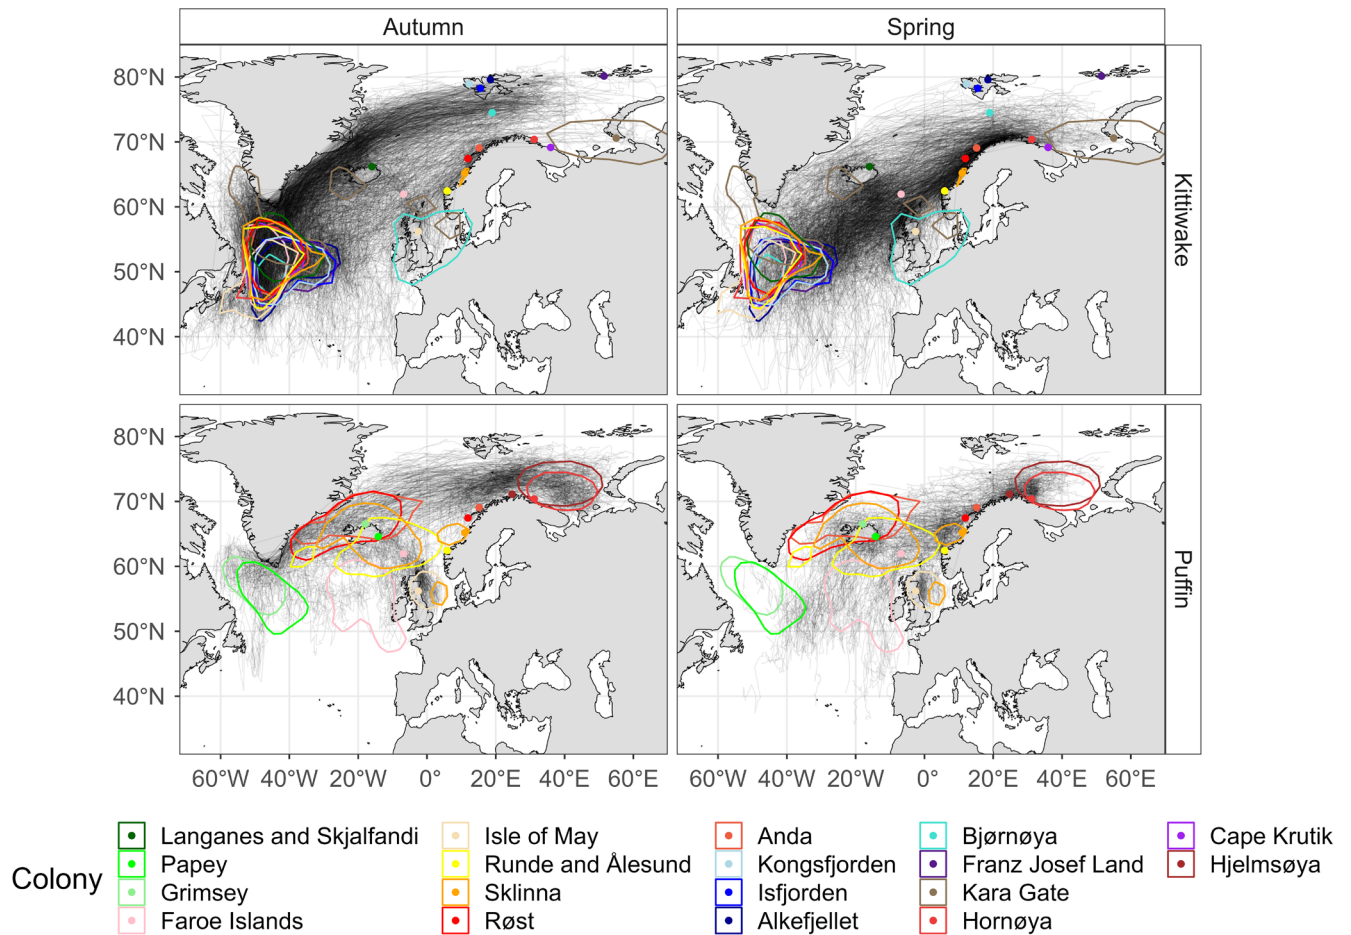 Autumn Spring
80°N
70°N
60°N
50°N
40°N
Kittiwake
80°N
70°N
60°N
50°N
40°N
Puffin
60°W 40°W 20°W 0° 20°E 40°E 60°E 60°W 40°W 20°W 0° 20°E 40°E 60°E
Colony
Langanes and Skjalfandi Isle of May Anda Bjørnøya Cape Krutik
Papey Runde and Ålesund Kongsfjorden Franz Josef Land Hjelmsøya
Grimsey Sklinna Isfjorden Kara Gate
Faroe Islands Røst Alkefjellet Hornøya